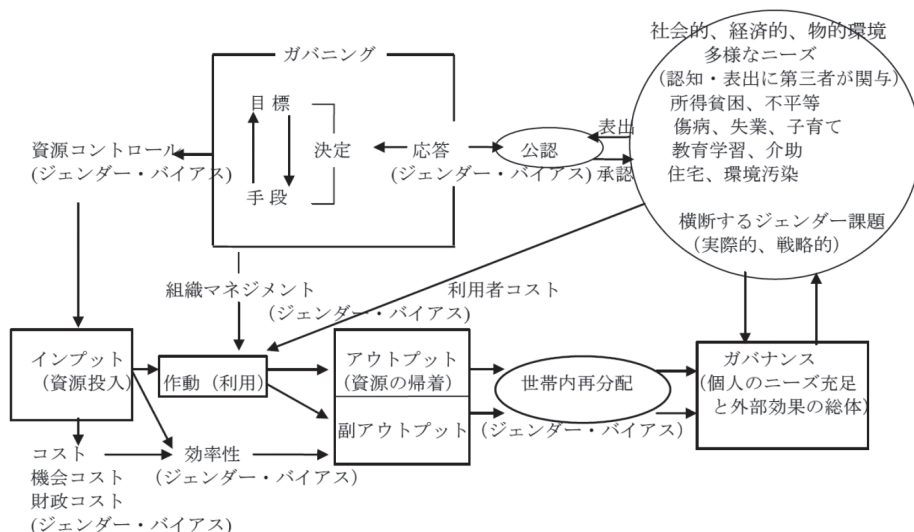 社会的、経済的、物的環境
多様なニーズ
(認知・表出に第三者が関与)
所得貧困、不平等
傷病、失業、子育て
教育学習、介助
住宅、環境汚染
横断するジェンダー課題
(実際的、戦略的)
ガバニング
目標
決定
手段
応答
(ジェンダー・バイアス)
公認
表出
承認
資源コントロール
(ジェンダー・バイアス)
組織マネジメント
(ジェンダー・バイアス)
利用者コスト
インプット
(資源投入)
作動（利用）
アウトプット
(資源の帰着)
副アウトプット
世帯内再分配
(ジェンダー・バイアス)
ガバナンス
(個人のニーズ充足
と外部効果の総体)
コスト
機会コスト
財政コスト
(ジェンダー・バイアス)
効率性
(ジェンダー・バイアス)